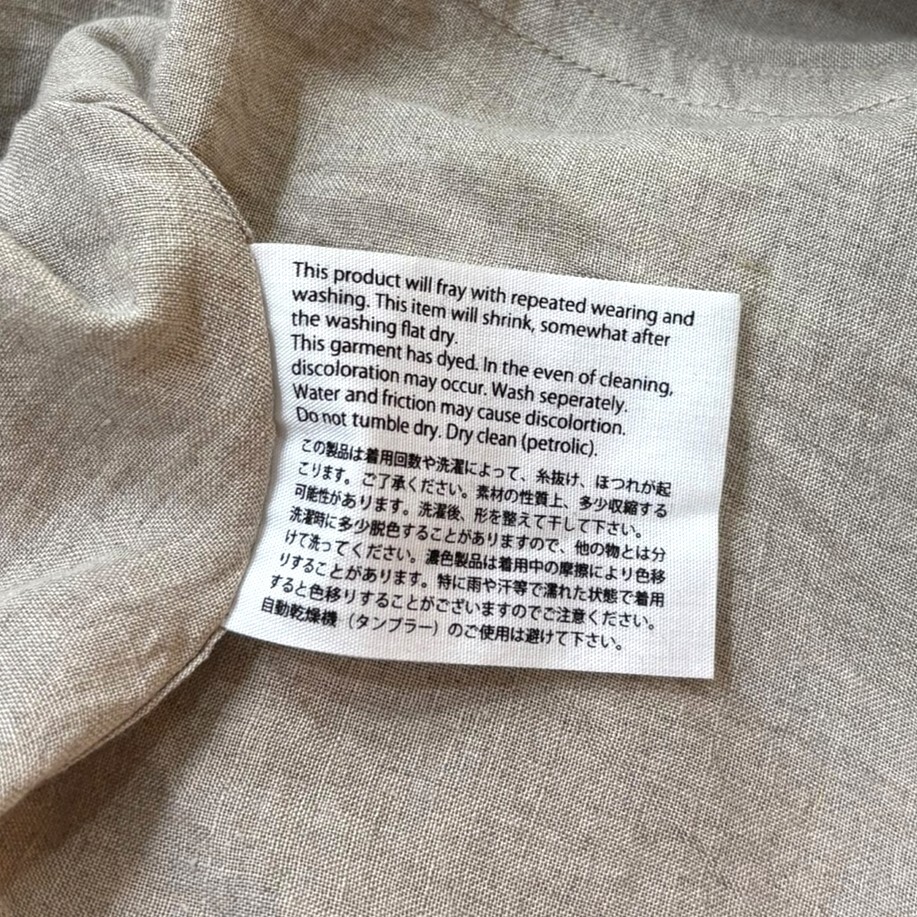 This product will fray with repeated wearing and
washing. This item will shrink, somewhat after
the washing flat dry.
This garment has dyed. In the even of cleaning,
discoloration may occur. Wash seperately.
Water and friction may cause discolortion.
Do not tumble dry. Dry clean (petrolic).
この製品は着用回数や洗濯によって、糸抜け、ほつれが起
こります。ご了承ください。素材の性質上、多少収縮する
可能性があります。洗濯後、形を整えて干して下さい。
洗濯時に多少脱色することがありますので、他の物とは分
けて洗ってください。濃色製品は着用中の摩擦により色移
りすることがあります。特に雨や汗等で濡れた状態で着用
すると色移りすることがございますのでご注意ください。
自動乾燥機（タンブラー）のご使用は避けて下さい。